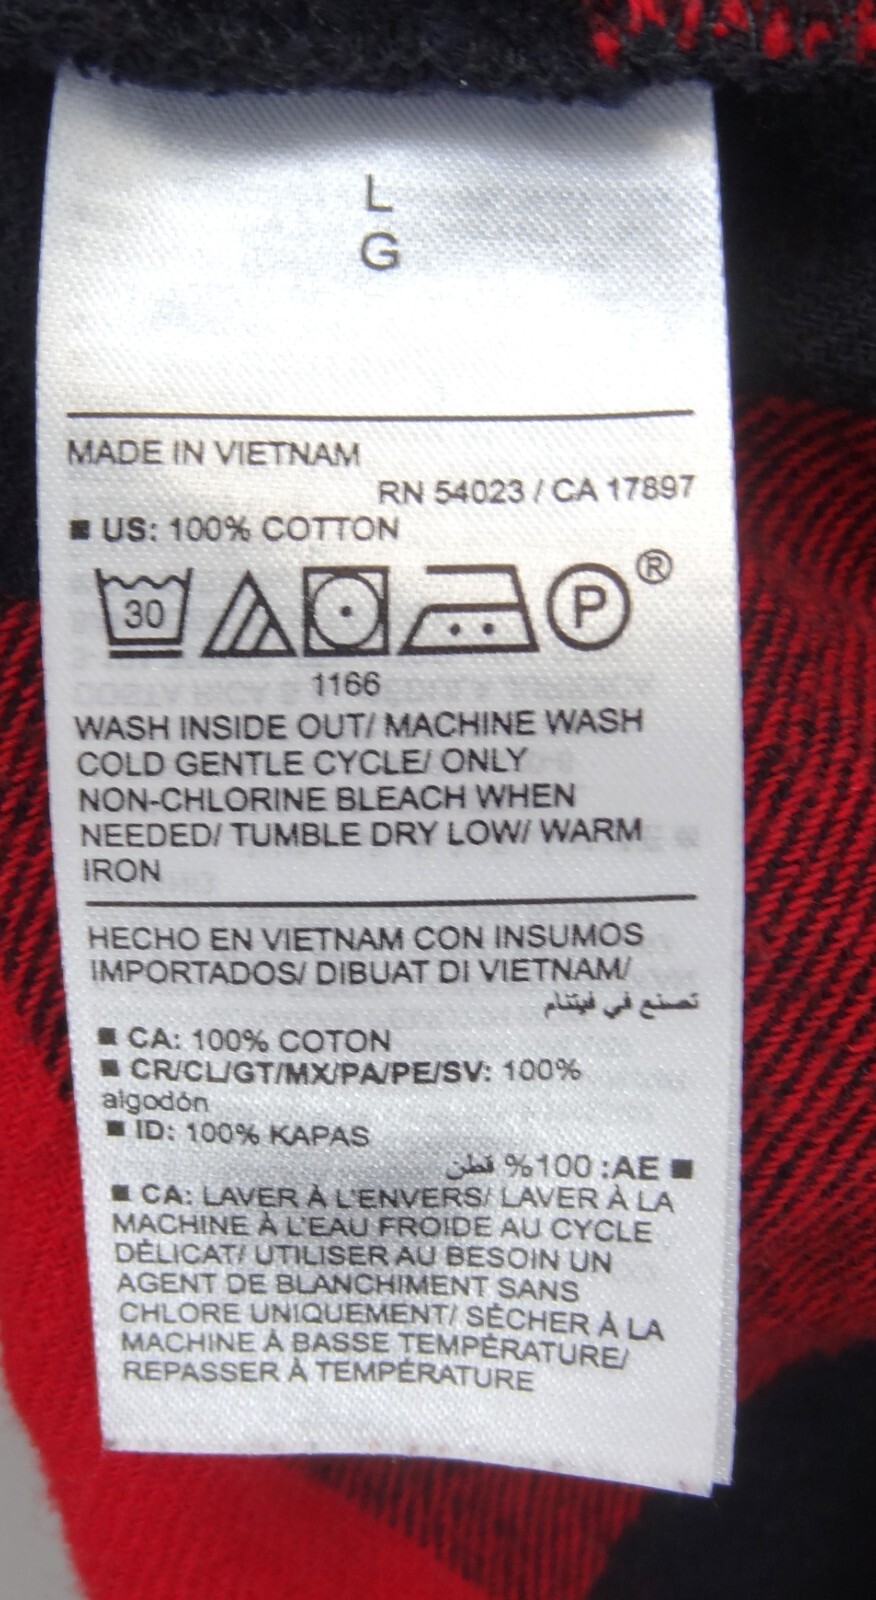 L
G
MADE IN VIETNAM
RN 54023 / CA 17897
■ US: 100% COTTON
30 P ®
1166
WASH INSIDE OUT/ MACHINE WASH
COLD GENTLE CYCLE/ ONLY
NON-CHLORINE BLEACH WHEN
NEEDED/ TUMBLE DRY LOW/ WARM
IRON
HECHO EN VIETNAM CON INSUMOS
IMPORTADOS/ DIBUAT DI VIETNAM/
تصنع في فيتنام
■ CA: 100% COTON
■ CR/CL/GT/MX/PA/PE/SV: 100%
algodón
■ ID: 100% KAPAS
■ AE: 100% قطن
■ CA: LAVER À L'ENVERS/ LAVER À LA
MACHINE À L'EAU FROIDE AU CYCLE
DÉLICAT/ UTILISER AU BESOIN UN
AGENT DE BLANCHIMENT SANS
CHLORE UNIQUEMENT/ SÉCHER À LA
MACHINE À BASSE TEMPÉRATURE/
REPASSER À TEMPÉRATURE